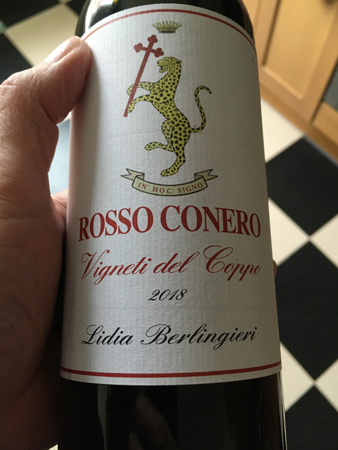 IN HOC SIGNO
ROSSO CONERO
Vigneti del Coppo
2018
Lidia Berlingieri